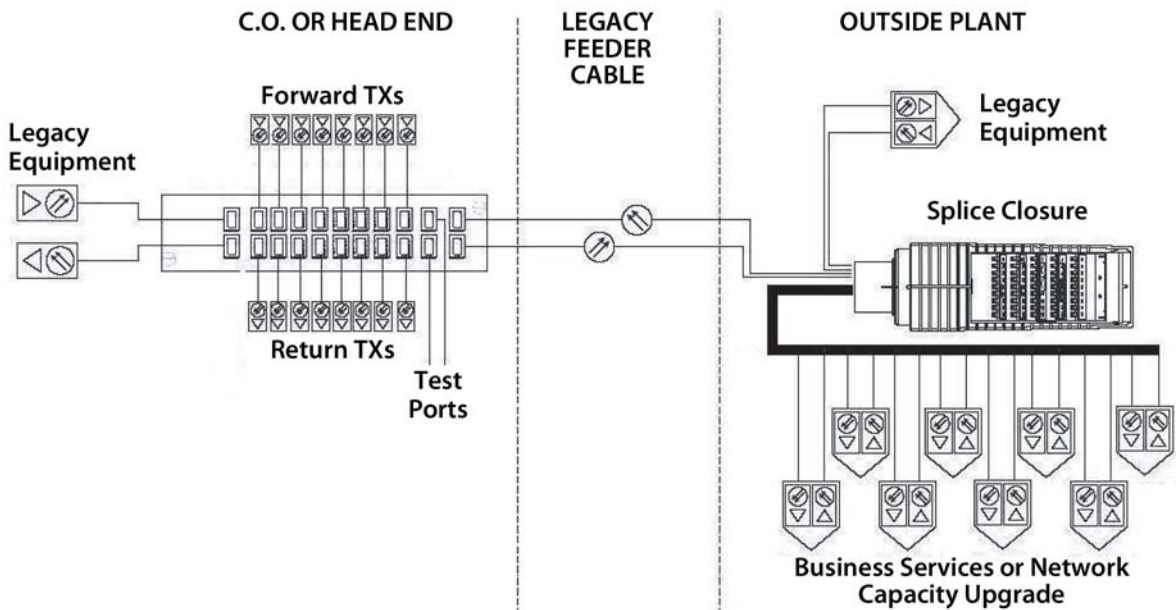 C.O. OR HEAD END
LEGACY
FEEDER
CABLE
OUTSIDE PLANT
Forward TXs
Legacy
Equipment
Return TXs
Test
Ports
Legacy
Equipment
Splice Closure
Business Services or Network
Capacity Upgrade